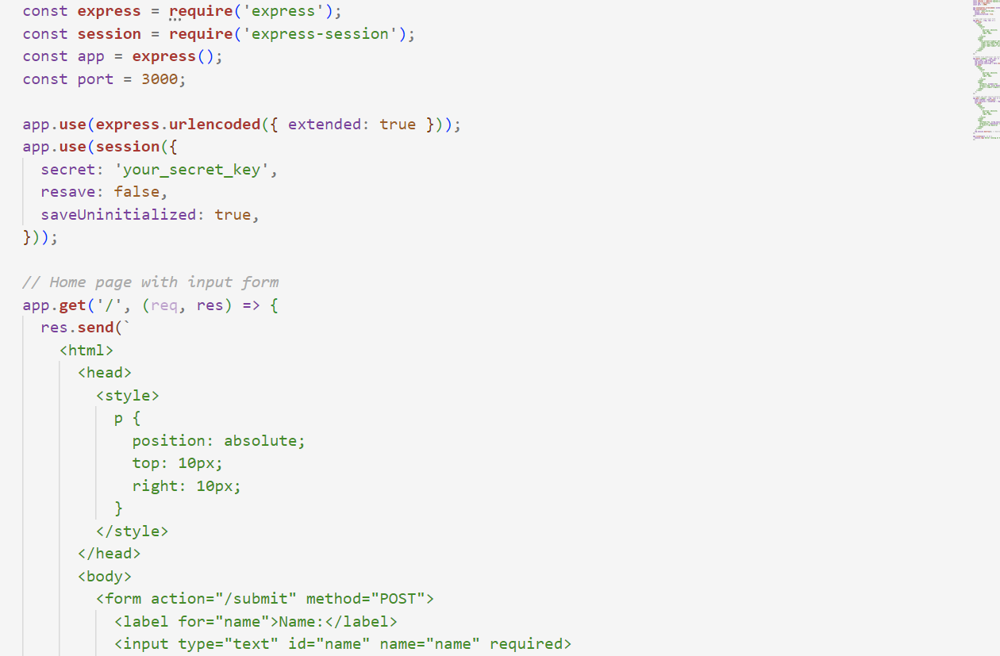 const express = require('express');
const session = require('express-session');
const app = express();
const port = 3000;

app.use(express.urlencoded({ extended: true }));
app.use(session({
  secret: 'your_secret_key',
  resave: false,
  saveUninitialized: true,
}));

// Home page with input form
app.get('/', (req, res) => {
  res.send(`
    <html>
      <head>
        <style>
          p {
            position: absolute;
            top: 10px;
            right: 10px;
          }
        </style>
      </head>
      <body>
        <form action="/submit" method="POST">
          <label for="name">Name:</label>
          <input type="text" id="name" name="name" required>